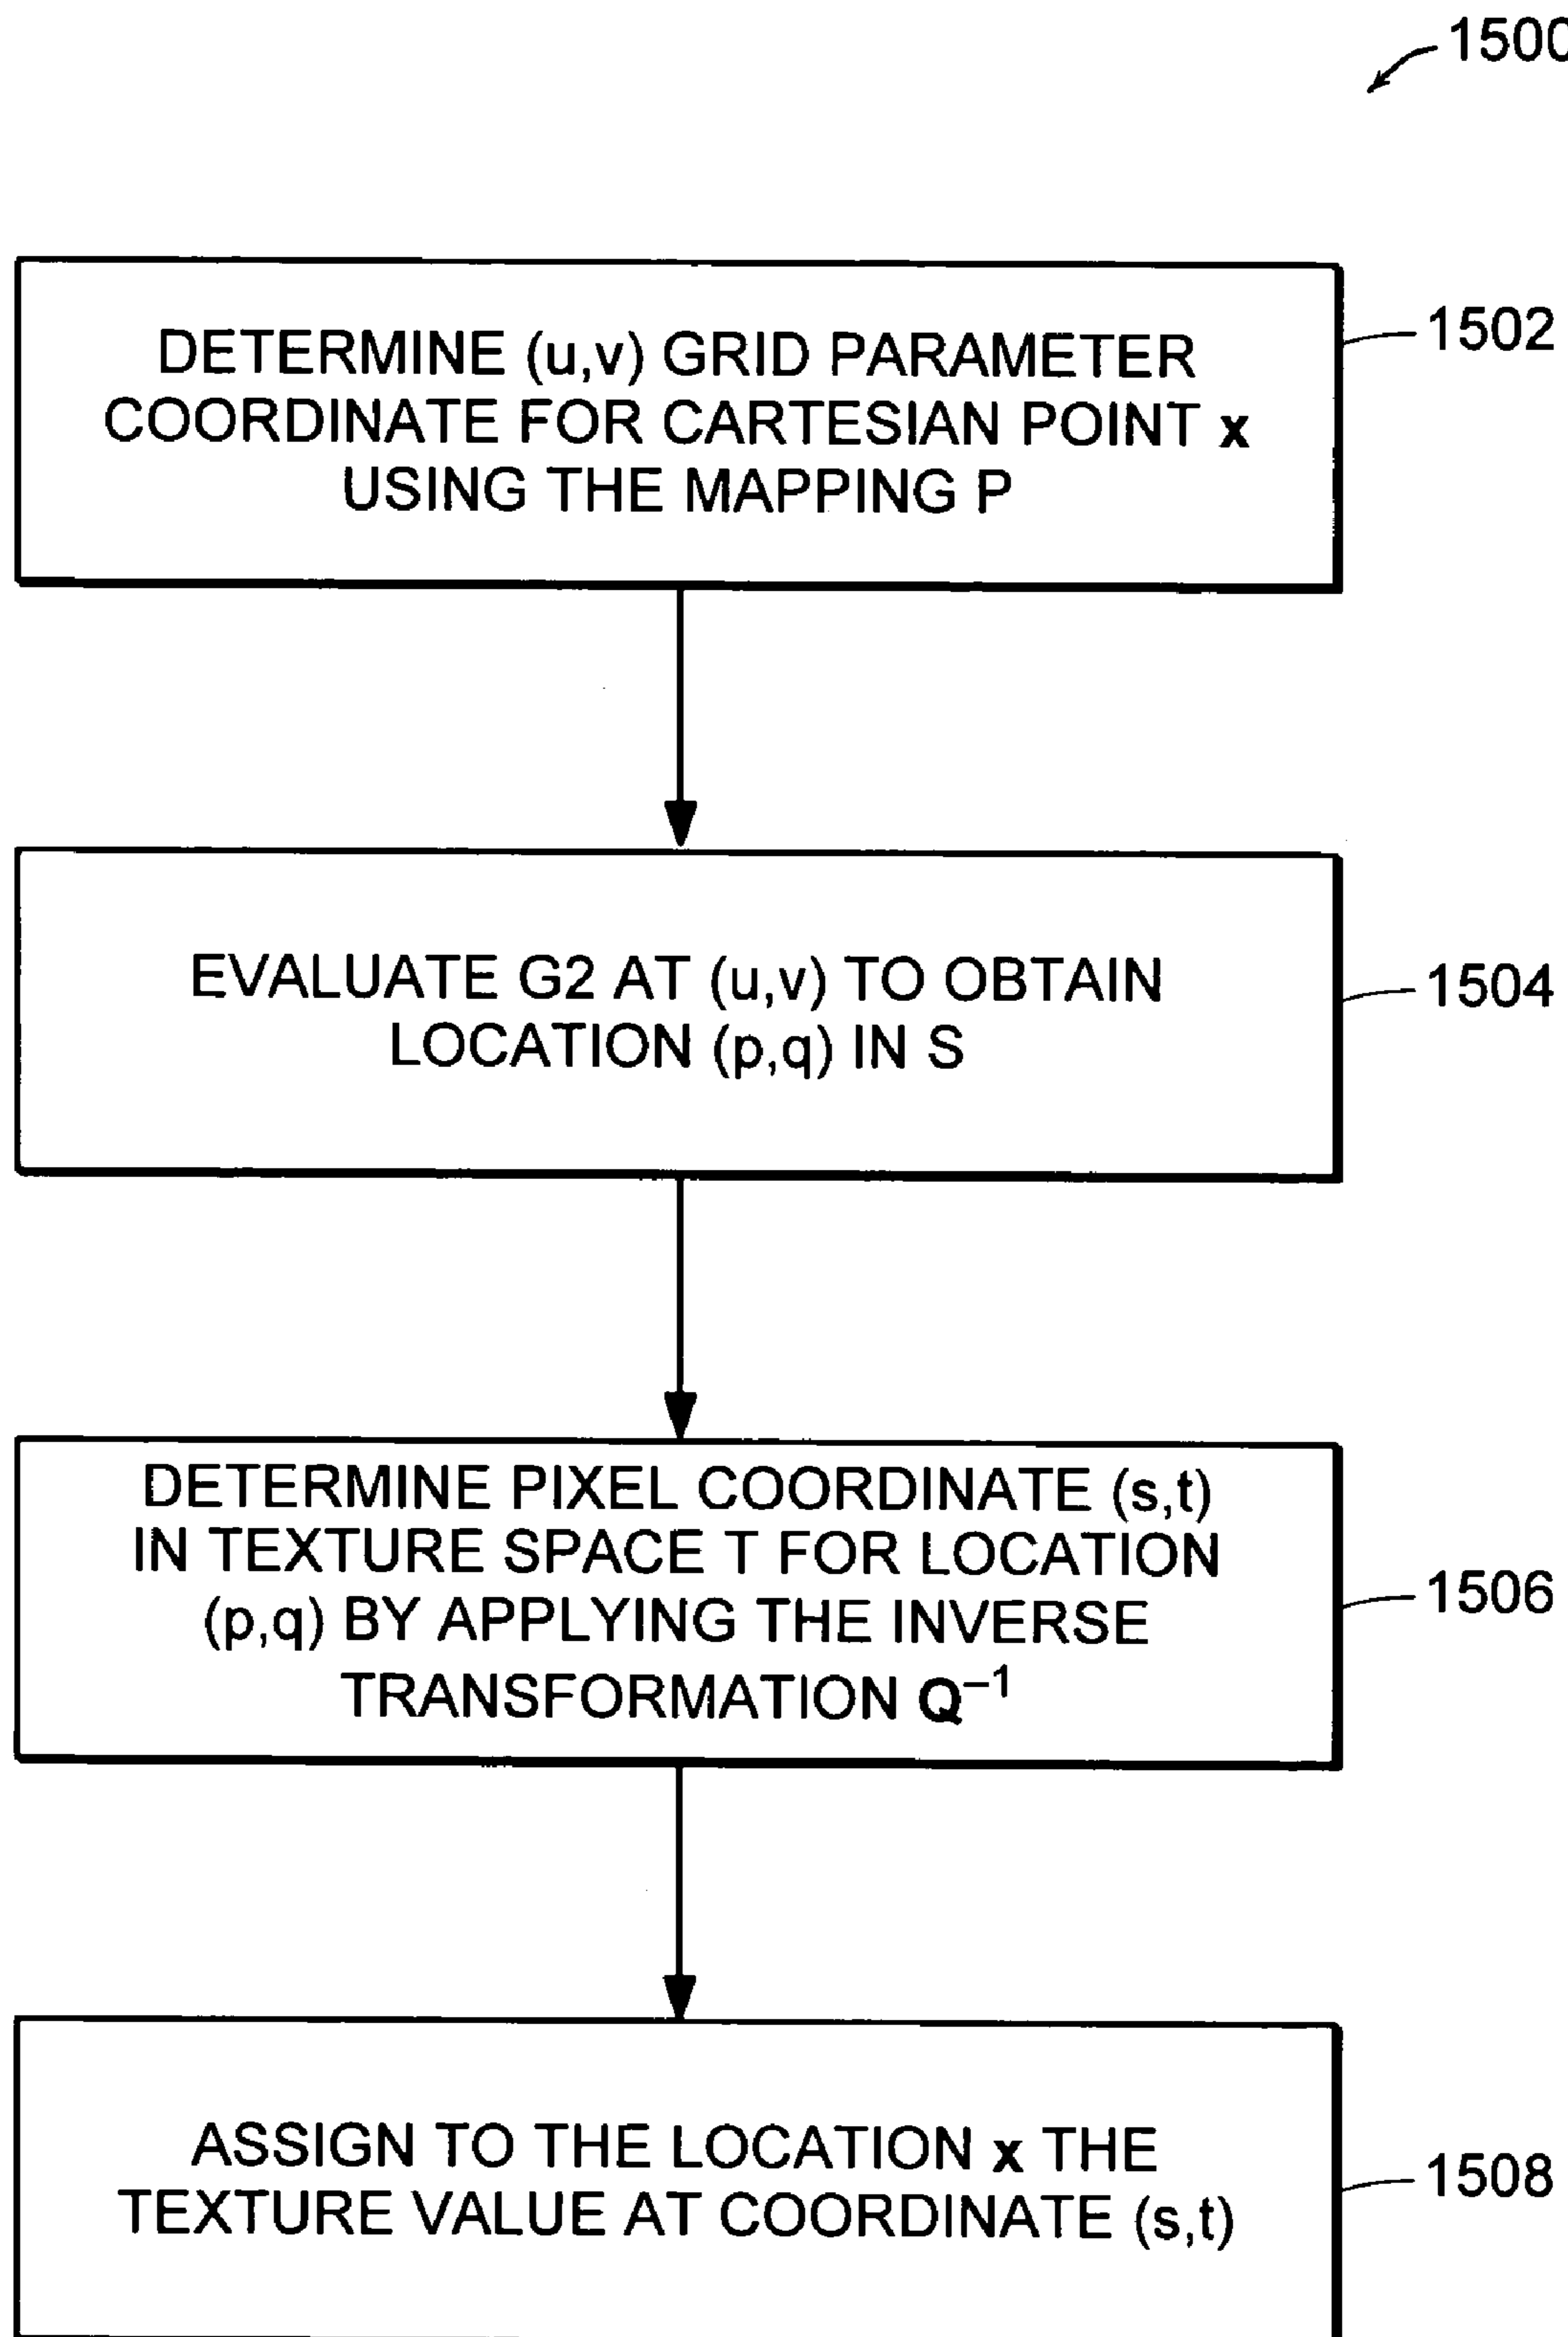 1500
DETERMINE (u,v) GRID PARAMETER
COORDINATE FOR CARTESIAN POINT x
USING THE MAPPING P
1502
EVALUATE G2 AT (u,v) TO OBTAIN
LOCATION (p,q) IN S
1504
DETERMINE PIXEL COORDINATE (s,t)
IN TEXTURE SPACE T FOR LOCATION
(p,q) BY APPLYING THE INVERSE
TRANSFORMATION Q⁻¹
1506
ASSIGN TO THE LOCATION x THE
TEXTURE VALUE AT COORDINATE (s,t)
1508